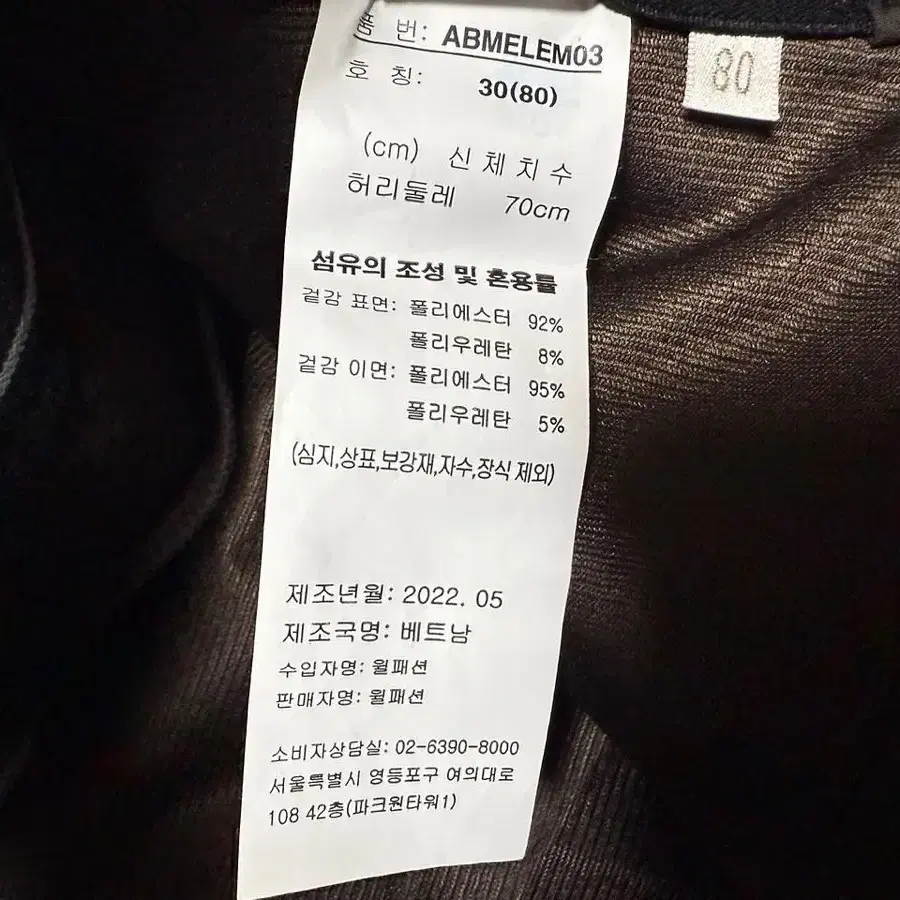 품 번: ABMELEM03
호 칭: 30(80)
80
(cm) 신 체 치 수
허리둘레 70cm
섬유의 조성 및 혼용률
겉감 표면: 폴리에스터 92%
폴리우레탄 8%
겉감 이면: 폴리에스터 95%
폴리우레탄 5%
(심지,상표,보강재,자수,장식 제외)
제조년월: 2022. 05
제조국명: 베트남
수입자명: 월패션
판매자명: 월패션
소비자상담실: 02-6390-8000
서울특별시 영등포구 여의대로
108 42층(파크원타워1)